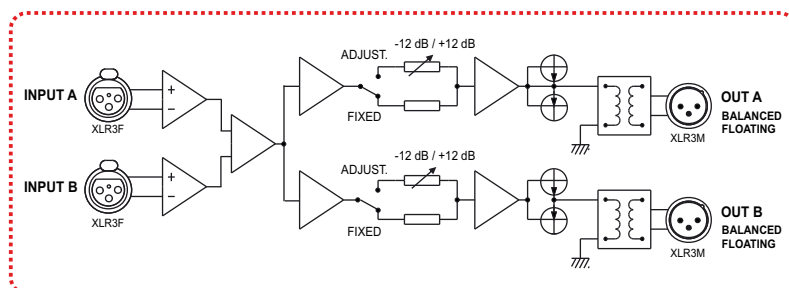 -12 dB / +12 dB
ADJUST.
INPUT A
+
−
XLR3F
FIXED
OUT A
BALANCED
FLOATING
XLR3M
-12 dB / +12 dB
ADJUST.
INPUT B
+
−
XLR3F
FIXED
OUT B
BALANCED
FLOATING
XLR3M